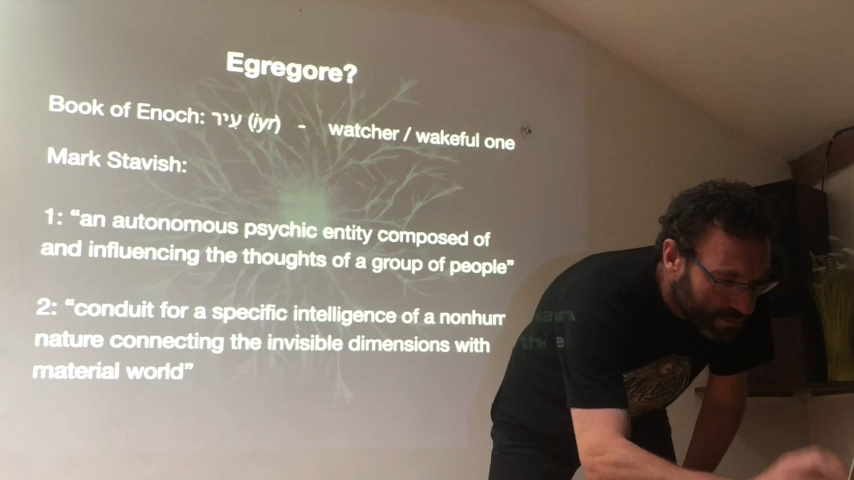 Egregore?
Book of Enoch: עִיר (iyr) - watcher / wakeful one
Mark Stavish:
1: “an autonomous psychic entity composed of
and influencing the thoughts of a group of people”
2: “conduit for a specific intelligence of a nonhuman
nature connecting the invisible dimensions with the
material world”